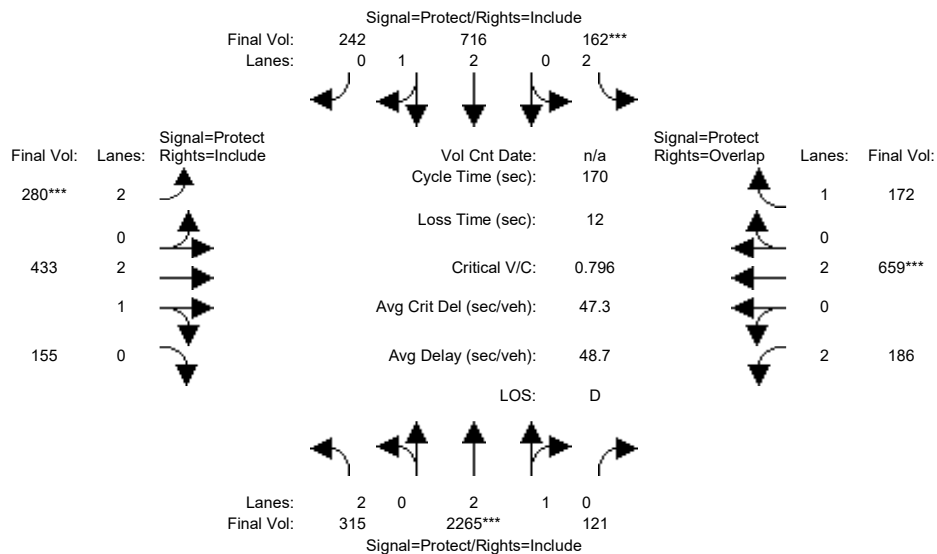 Signal=Protect/Rights=Include
Final Vol: 242 716 162***
Lanes: 0 1 2 0 2
Signal=Protect
Final Vol: Lanes: Rights=Include
Vol Cnt Date: n/a
Signal=Protect
Rights=Overlap Lanes: Final Vol:
Cycle Time (sec): 170
280*** 2
1 172
Loss Time (sec): 12
0
0
433 2
Critical V/C: 0.796
2 659***
1
Avg Crit Del (sec/veh): 47.3
0
155 0
Avg Delay (sec/veh): 48.7
2 186
LOS: D
Lanes: 2 0 2 1 0
Final Vol: 315 2265*** 121
Signal=Protect/Rights=Include